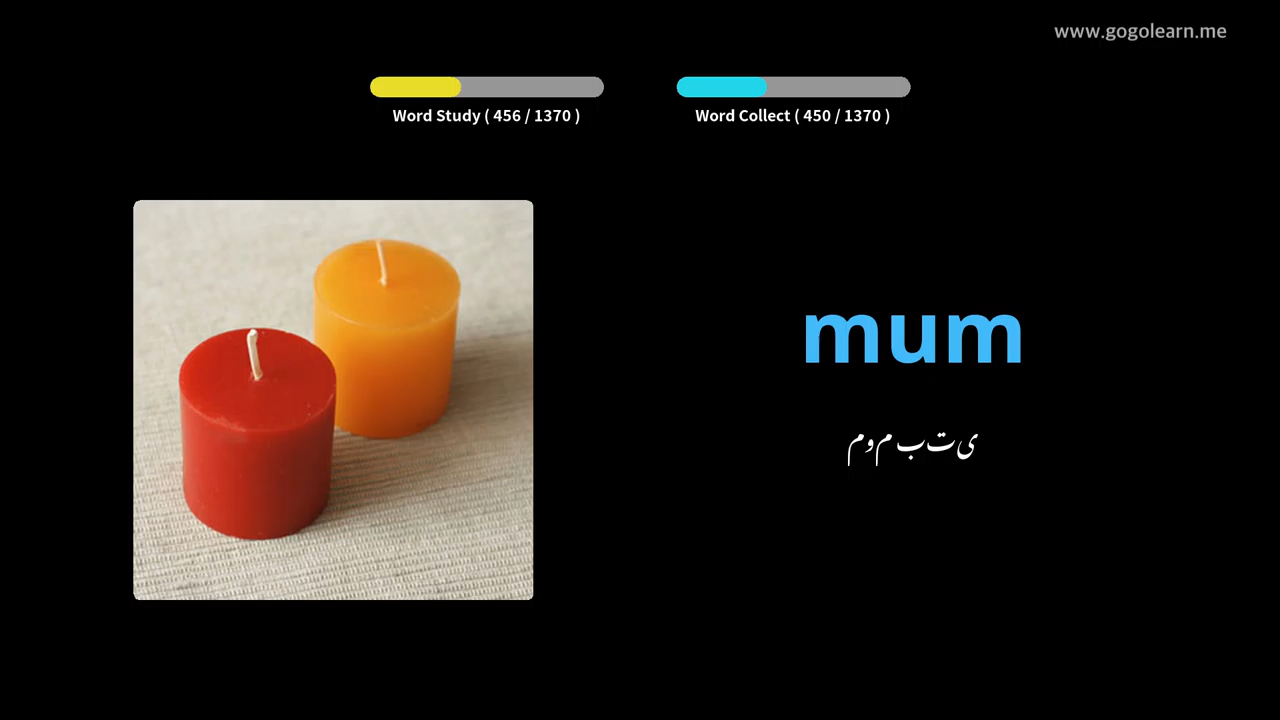 www.gogolearn.me
Word Study ( 456 / 1370 )
Word Collect ( 450 / 1370 )
mum
موم بتی